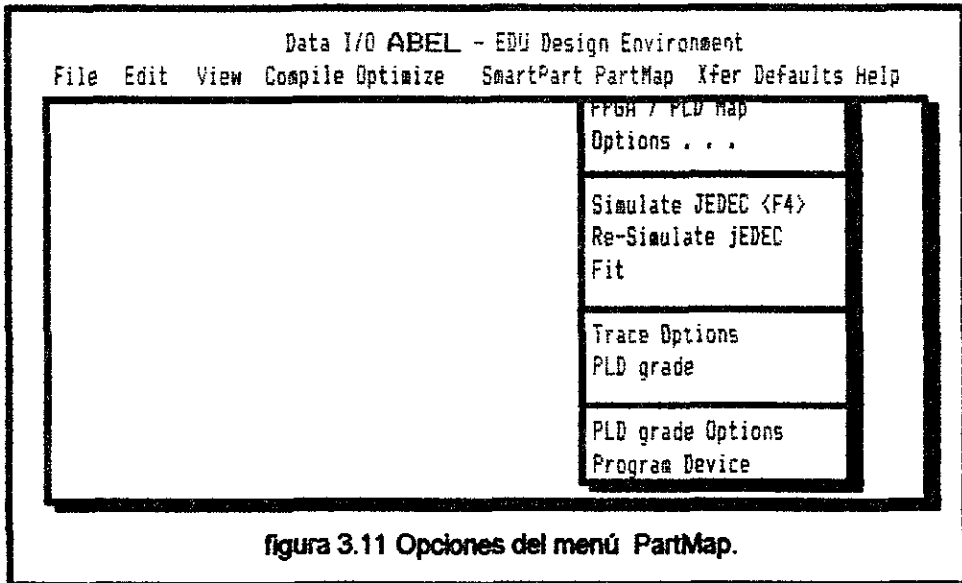 Data I/O ABEL - EDU Design Environment
File Edit View Compile Optimize SmartPart PartMap Xfer Defaults Help
FPGA / PLD Map
Options . . .
Simulate JEDEC <F4>
Re-Simulate jEDEC
Fit
Trace Options
PLD grade
PLD grade Options
Program Device
figura 3.11 Opciones del menú PartMap.